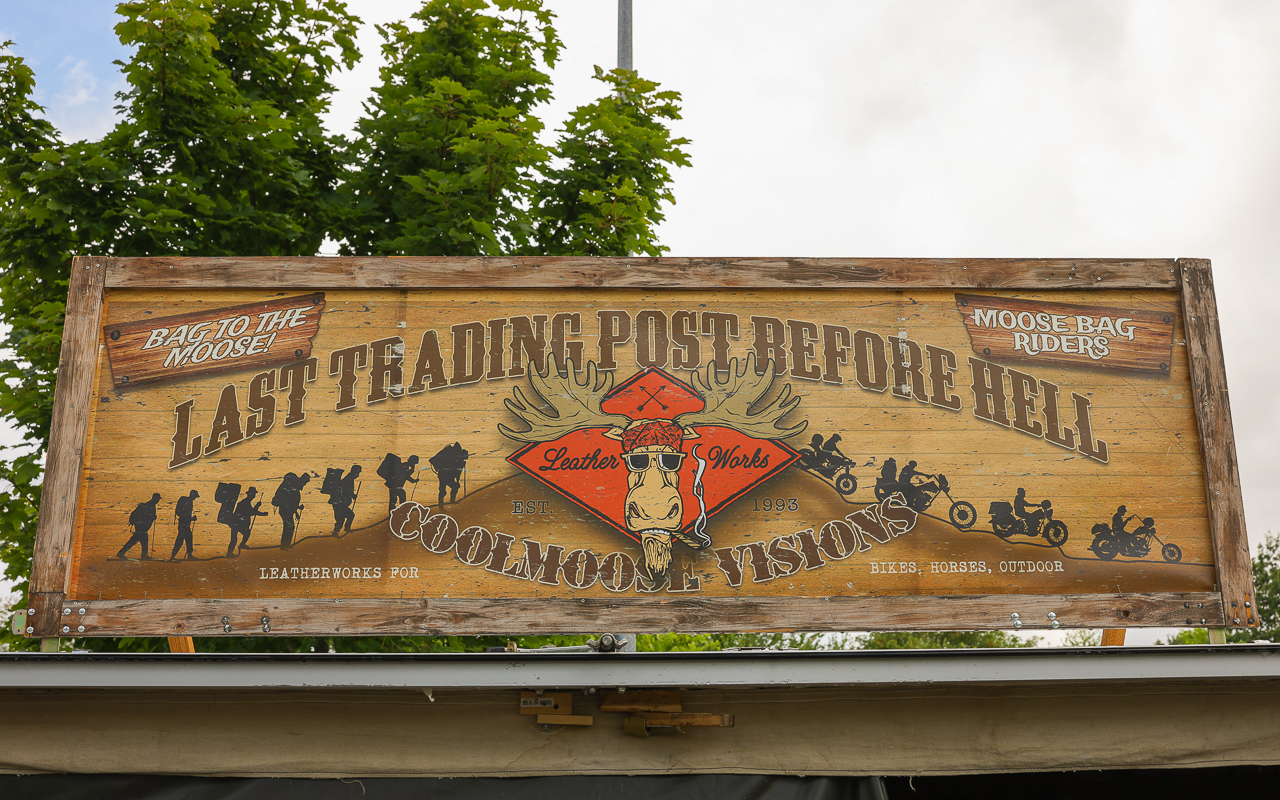 BAG TO THE
MOOSE!
MOOSE BAG
RIDERS
LAST TRADING POST BEFORE HELL
Leather Works
EST. 1993
COOLMOOSE VISIONS
LEATHERWORKS FOR
BIKES, HORSES, OUTDOOR